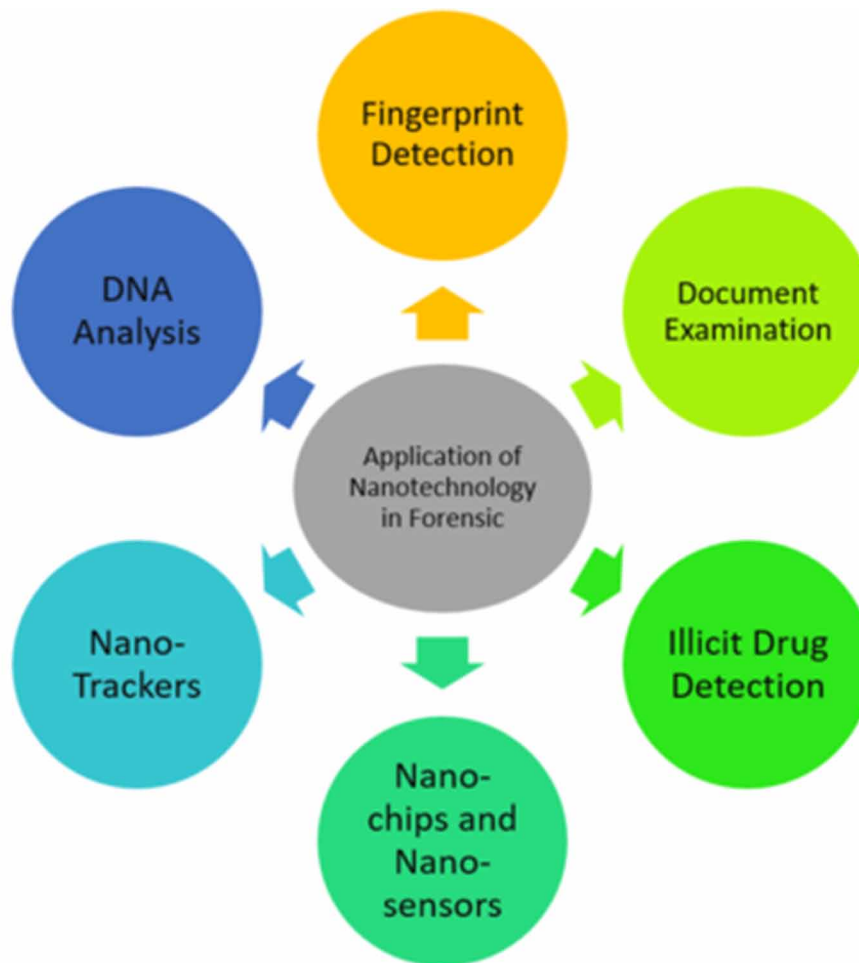 Fingerprint
Detection
DNA
Analysis
Document
Examination
Application of
Nanotechnology
in Forensic
Nano-
Trackers
Illicit Drug
Detection
Nano-
chips and
Nano-
sensors